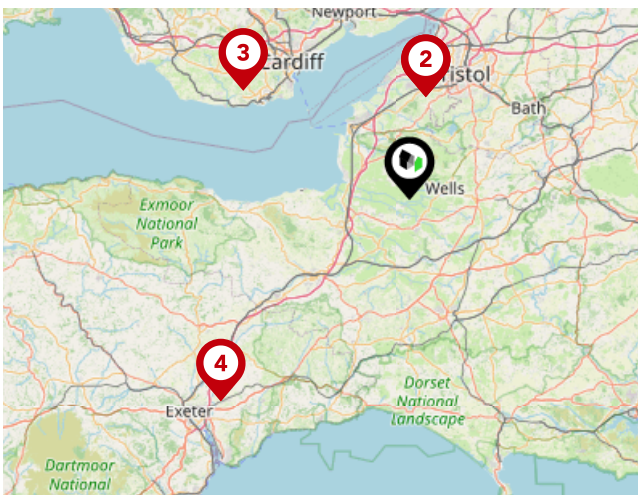 Newport
3
Cardiff
2
Bristol
Bath
Wells
Exmoor
National
Park
4
Exeter
Dorset
National
Landscape
Dartmoor
National